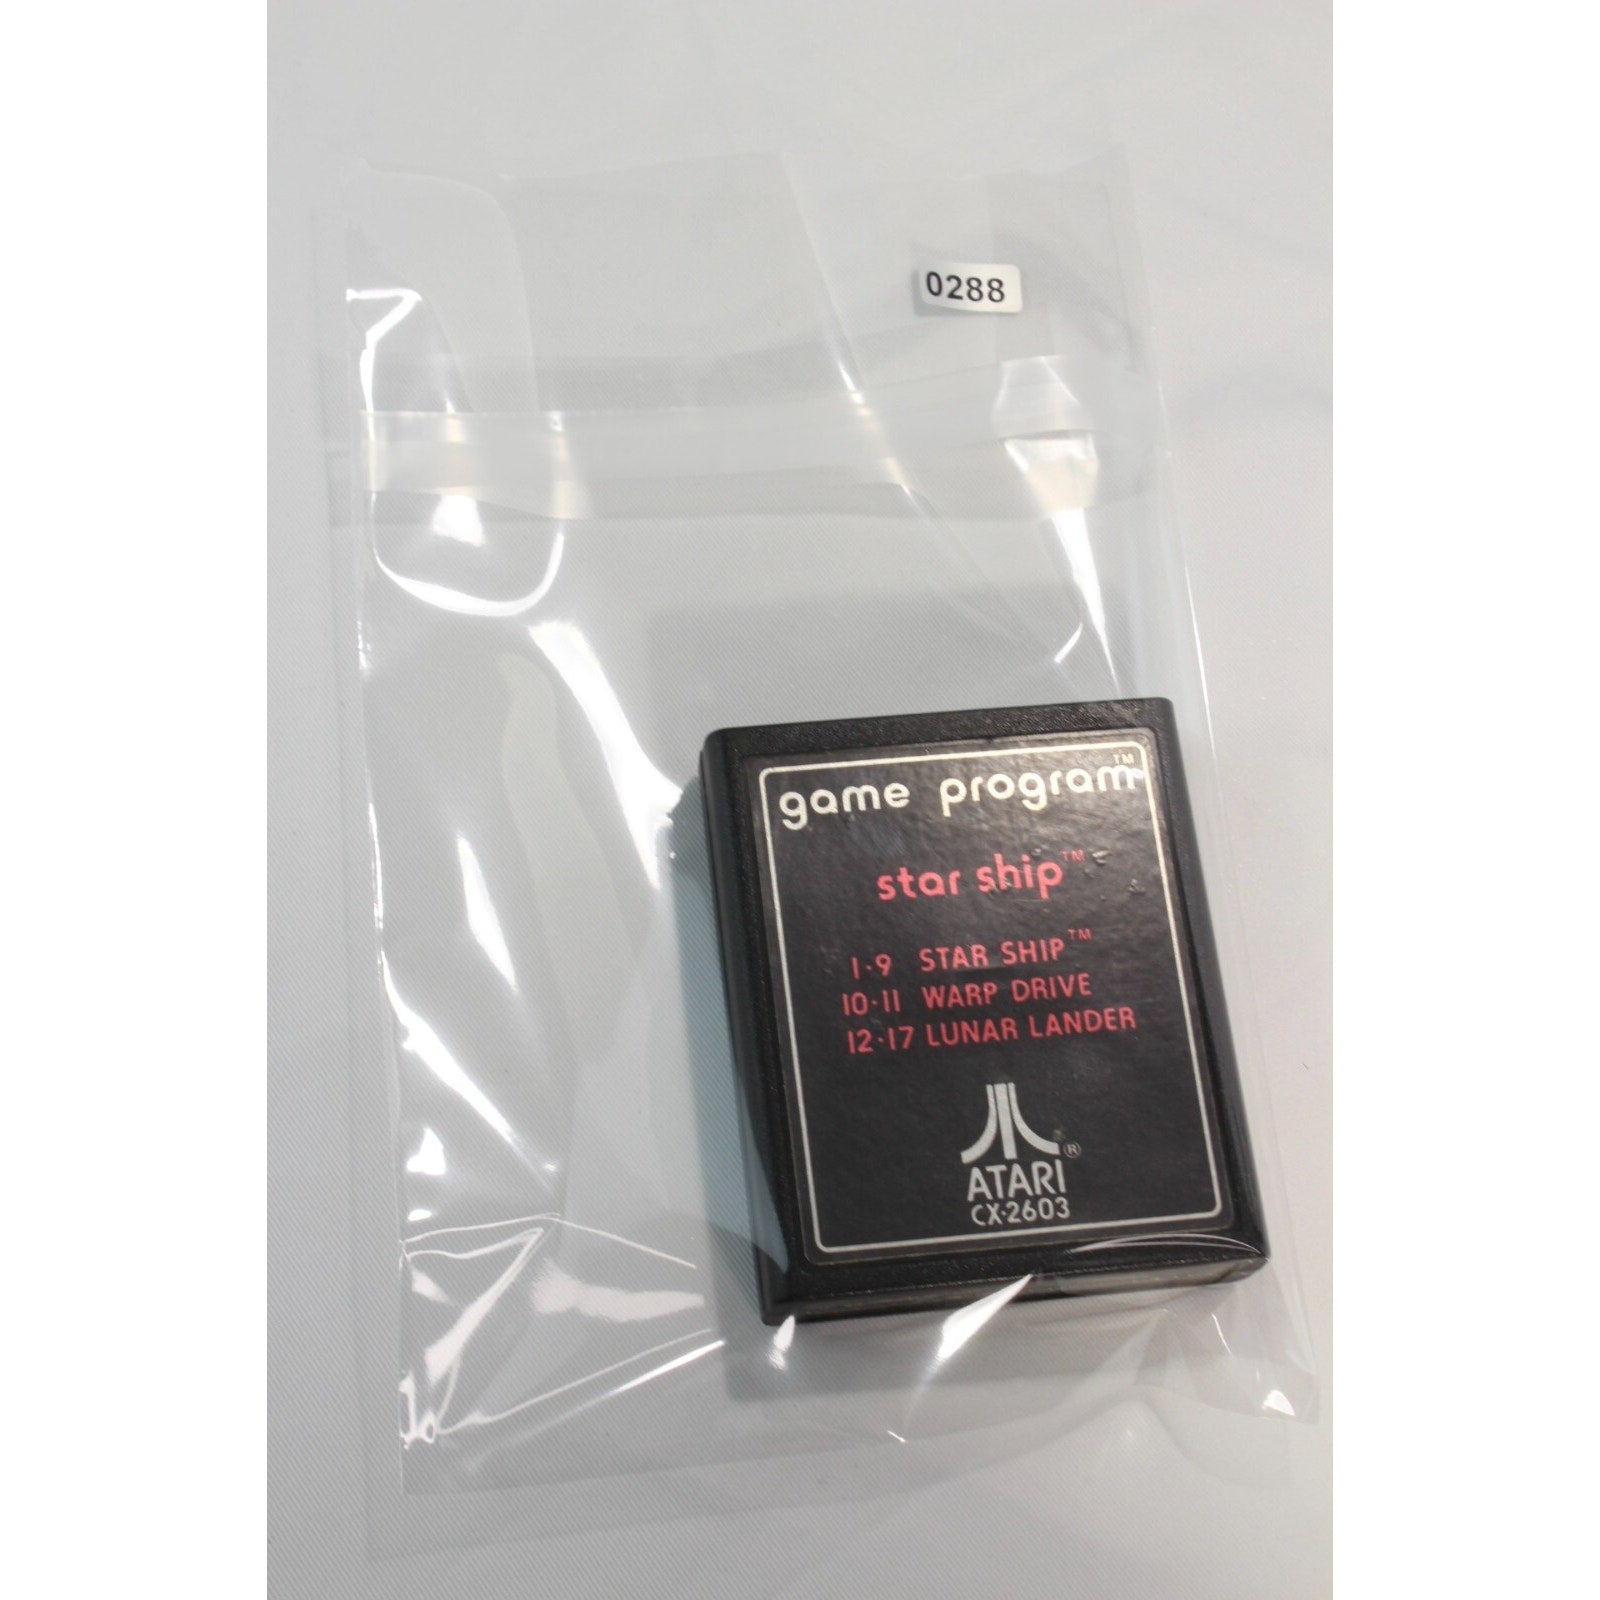 0288
game program™
star ship™
1·9 STAR SHIP™
10·11 WARP DRIVE
12·17 LUNAR LANDER
®
ATARI
CX·2603